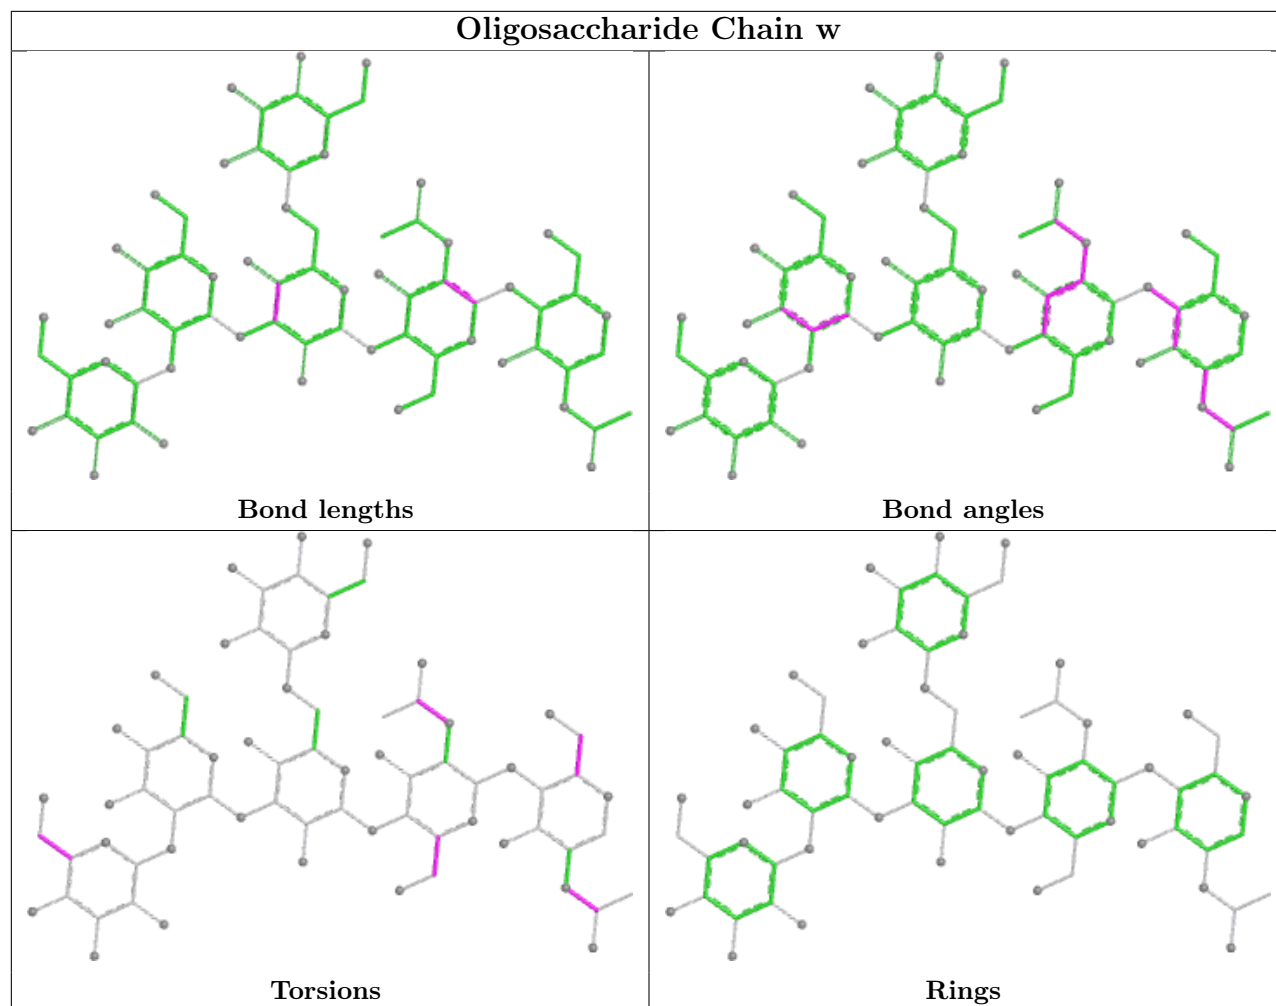 Oligosaccharide Chain w
Bond lengths
Bond angles
Torsions
Rings